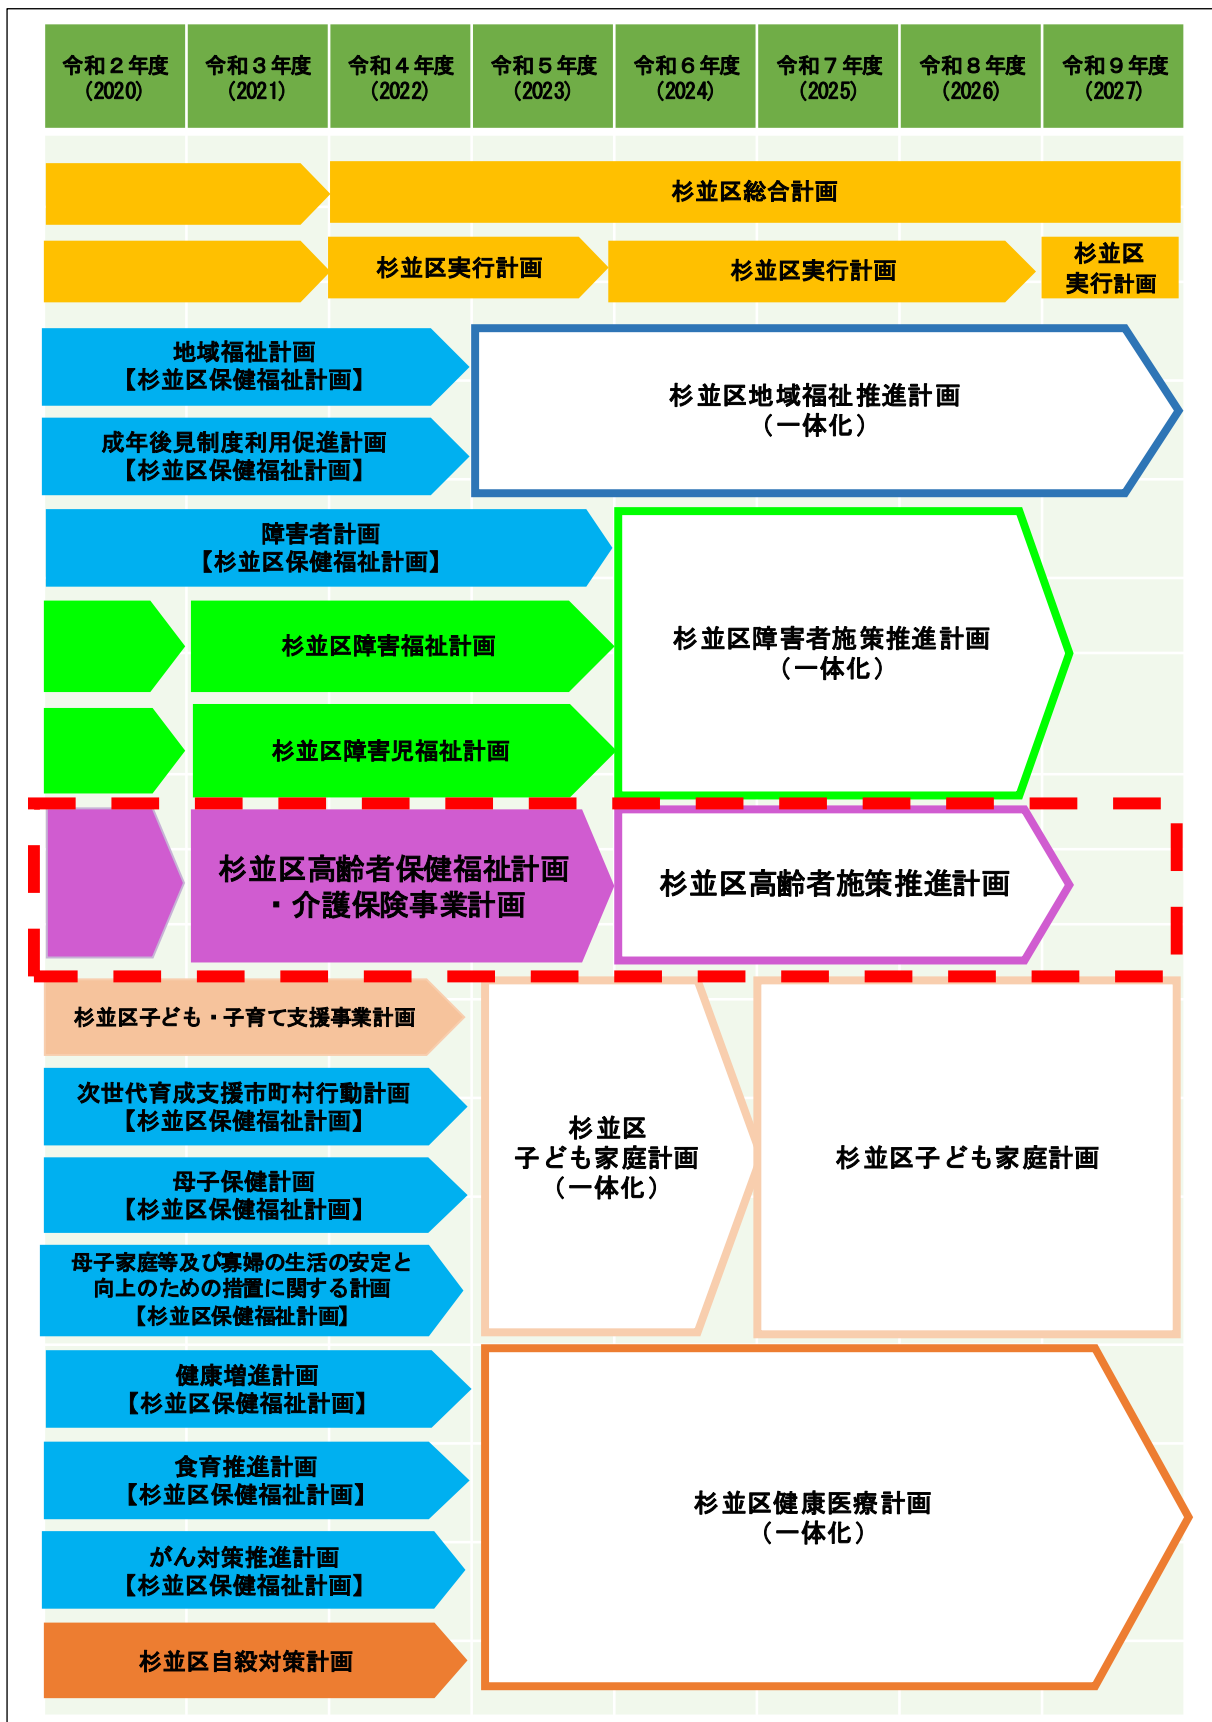 令和２年度
(2020)
令和３年度
(2021)
令和４年度
(2022)
令和５年度
(2023)
令和６年度
(2024)
令和７年度
(2025)
令和８年度
(2026)
令和９年度
(2027)
杉並区総合計画
杉並区実行計画
杉並区実行計画
杉並区
実行計画
地域福祉計画
【杉並区保健福祉計画】
成年後見制度利用促進計画
【杉並区保健福祉計画】
杉並区地域福祉推進計画
（一体化）
障害者計画
【杉並区保健福祉計画】
杉並区障害福祉計画
杉並区障害児福祉計画
杉並区障害者施策推進計画
（一体化）
杉並区高齢者保健福祉計画
・介護保険事業計画
杉並区高齢者施策推進計画
杉並区子ども・子育て支援事業計画
次世代育成支援市町村行動計画
【杉並区保健福祉計画】
母子保健計画
【杉並区保健福祉計画】
母子家庭等及び寡婦の生活の安定と
向上のための措置に関する計画
【杉並区保健福祉計画】
杉並区
子ども家庭計画
（一体化）
杉並区子ども家庭計画
健康増進計画
【杉並区保健福祉計画】
食育推進計画
【杉並区保健福祉計画】
がん対策推進計画
【杉並区保健福祉計画】
杉並区自殺対策計画
杉並区健康医療計画
（一体化）